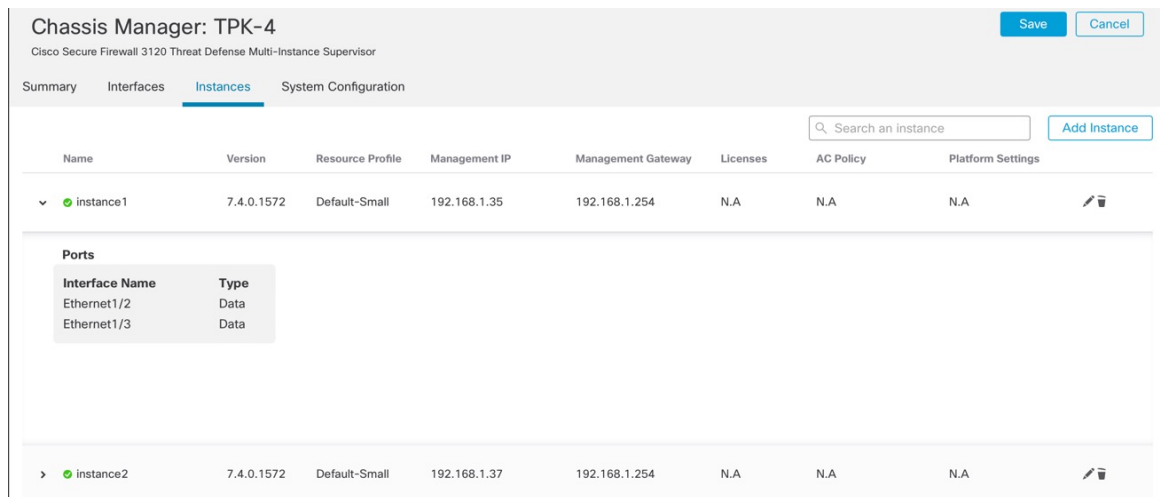 Chassis Manager: TPK-4
Save Cancel
Cisco Secure Firewall 3120 Threat Defense Multi-Instance Supervisor
Summary Interfaces Instances System Configuration
Search an instance Add Instance
Name Version Resource Profile Management IP Management Gateway Licenses AC Policy Platform Settings
instance1 7.4.0.1572 Default-Small 192.168.1.35 192.168.1.254 N.A N.A N.A
Ports
Interface Name Type
Ethernet1/2 Data
Ethernet1/3 Data
instance2 7.4.0.1572 Default-Small 192.168.1.37 192.168.1.254 N.A N.A N.A